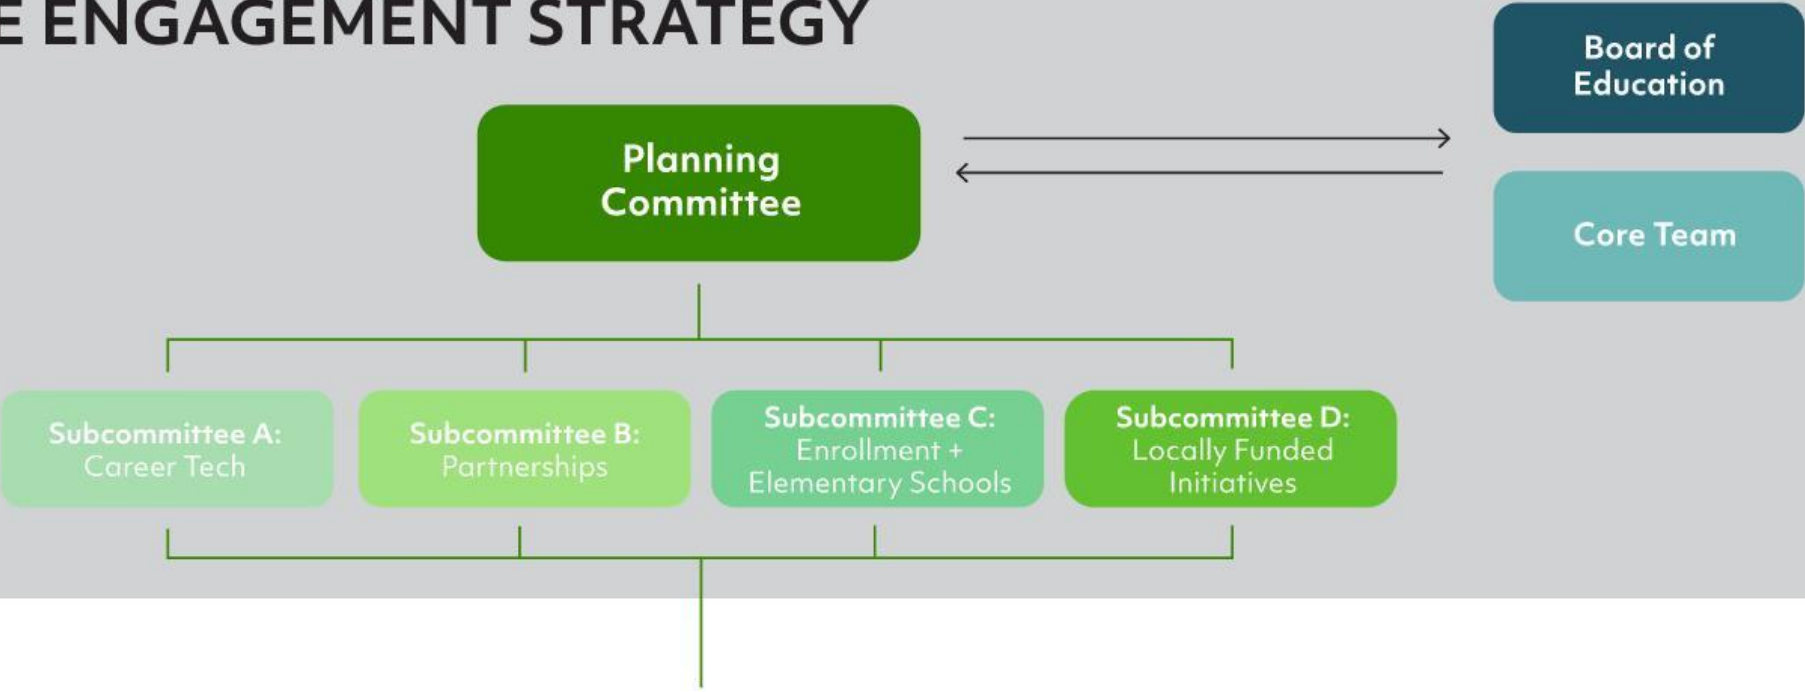 E ENGAGEMENT STRATEGY
Board of
Education
Planning
Committee
Core Team
Subcommittee A:
Career Tech
Subcommittee B:
Partnerships
Subcommittee C:
Enrollment +
Elementary Schools
Subcommittee D:
Locally Funded
Initiatives